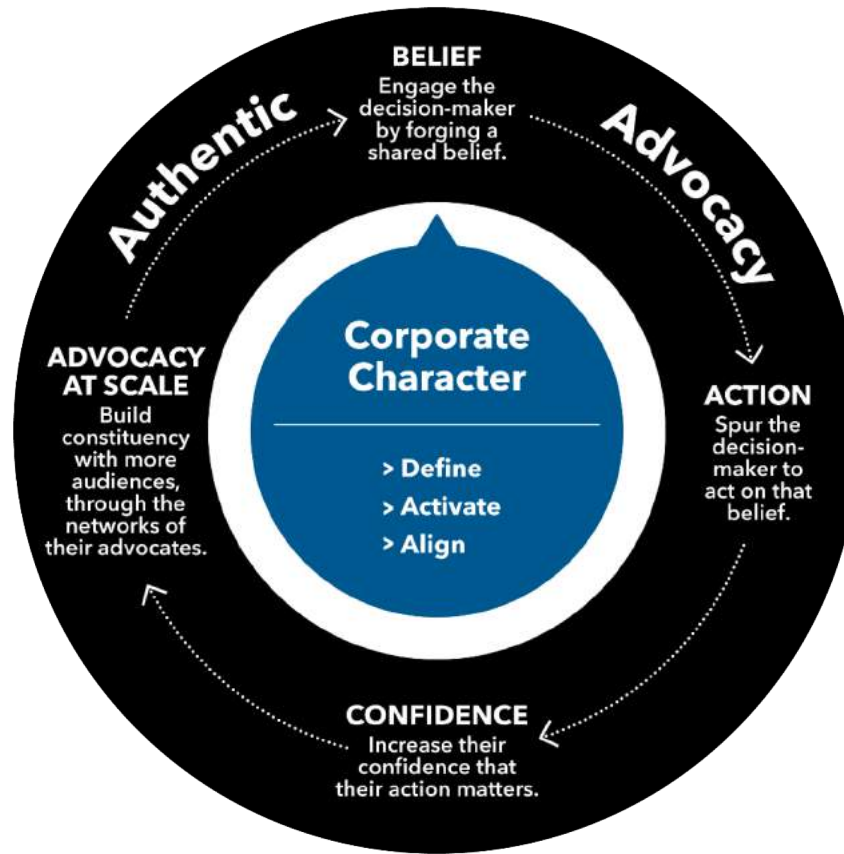 Authentic
Advocacy
BELIEF
Engage the
decision-maker
by forging a
shared belief.
ACTION
Spur the
decision-
maker to
act on that
belief.
CONFIDENCE
Increase their
confidence that
their action matters.
ADVOCACY
AT SCALE
Build
constituency
with more
audiences,
through the
networks of
their advocates.
Corporate
Character
> Define
> Activate
> Align